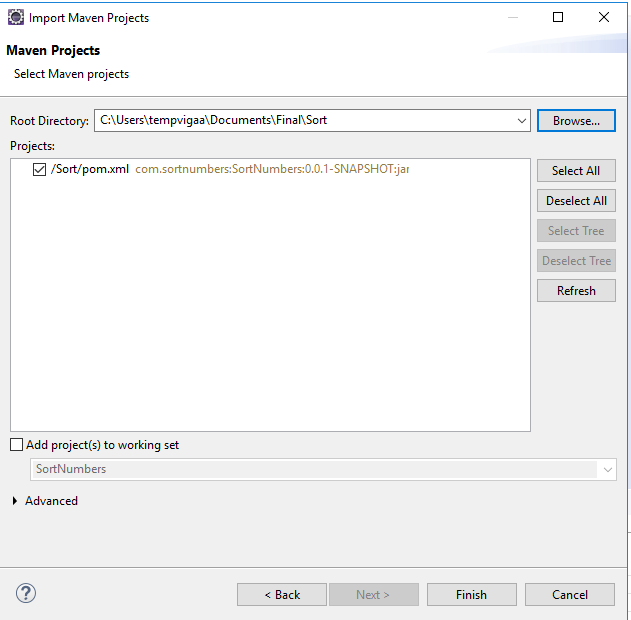 Import Maven Projects
Maven Projects
Select Maven projects
Root Directory: C:\Users\tempvigaa\Documents\Final\Sort Browse...
Projects:
/Sort/pom.xml com.sortnumbers:SortNumbers:0.0.1-SNAPSHOT:jar
Select All
Deselect All
Select Tree
Deselect Tree
Refresh
Add project(s) to working set
SortNumbers
Advanced
? < Back Next > Finish Cancel